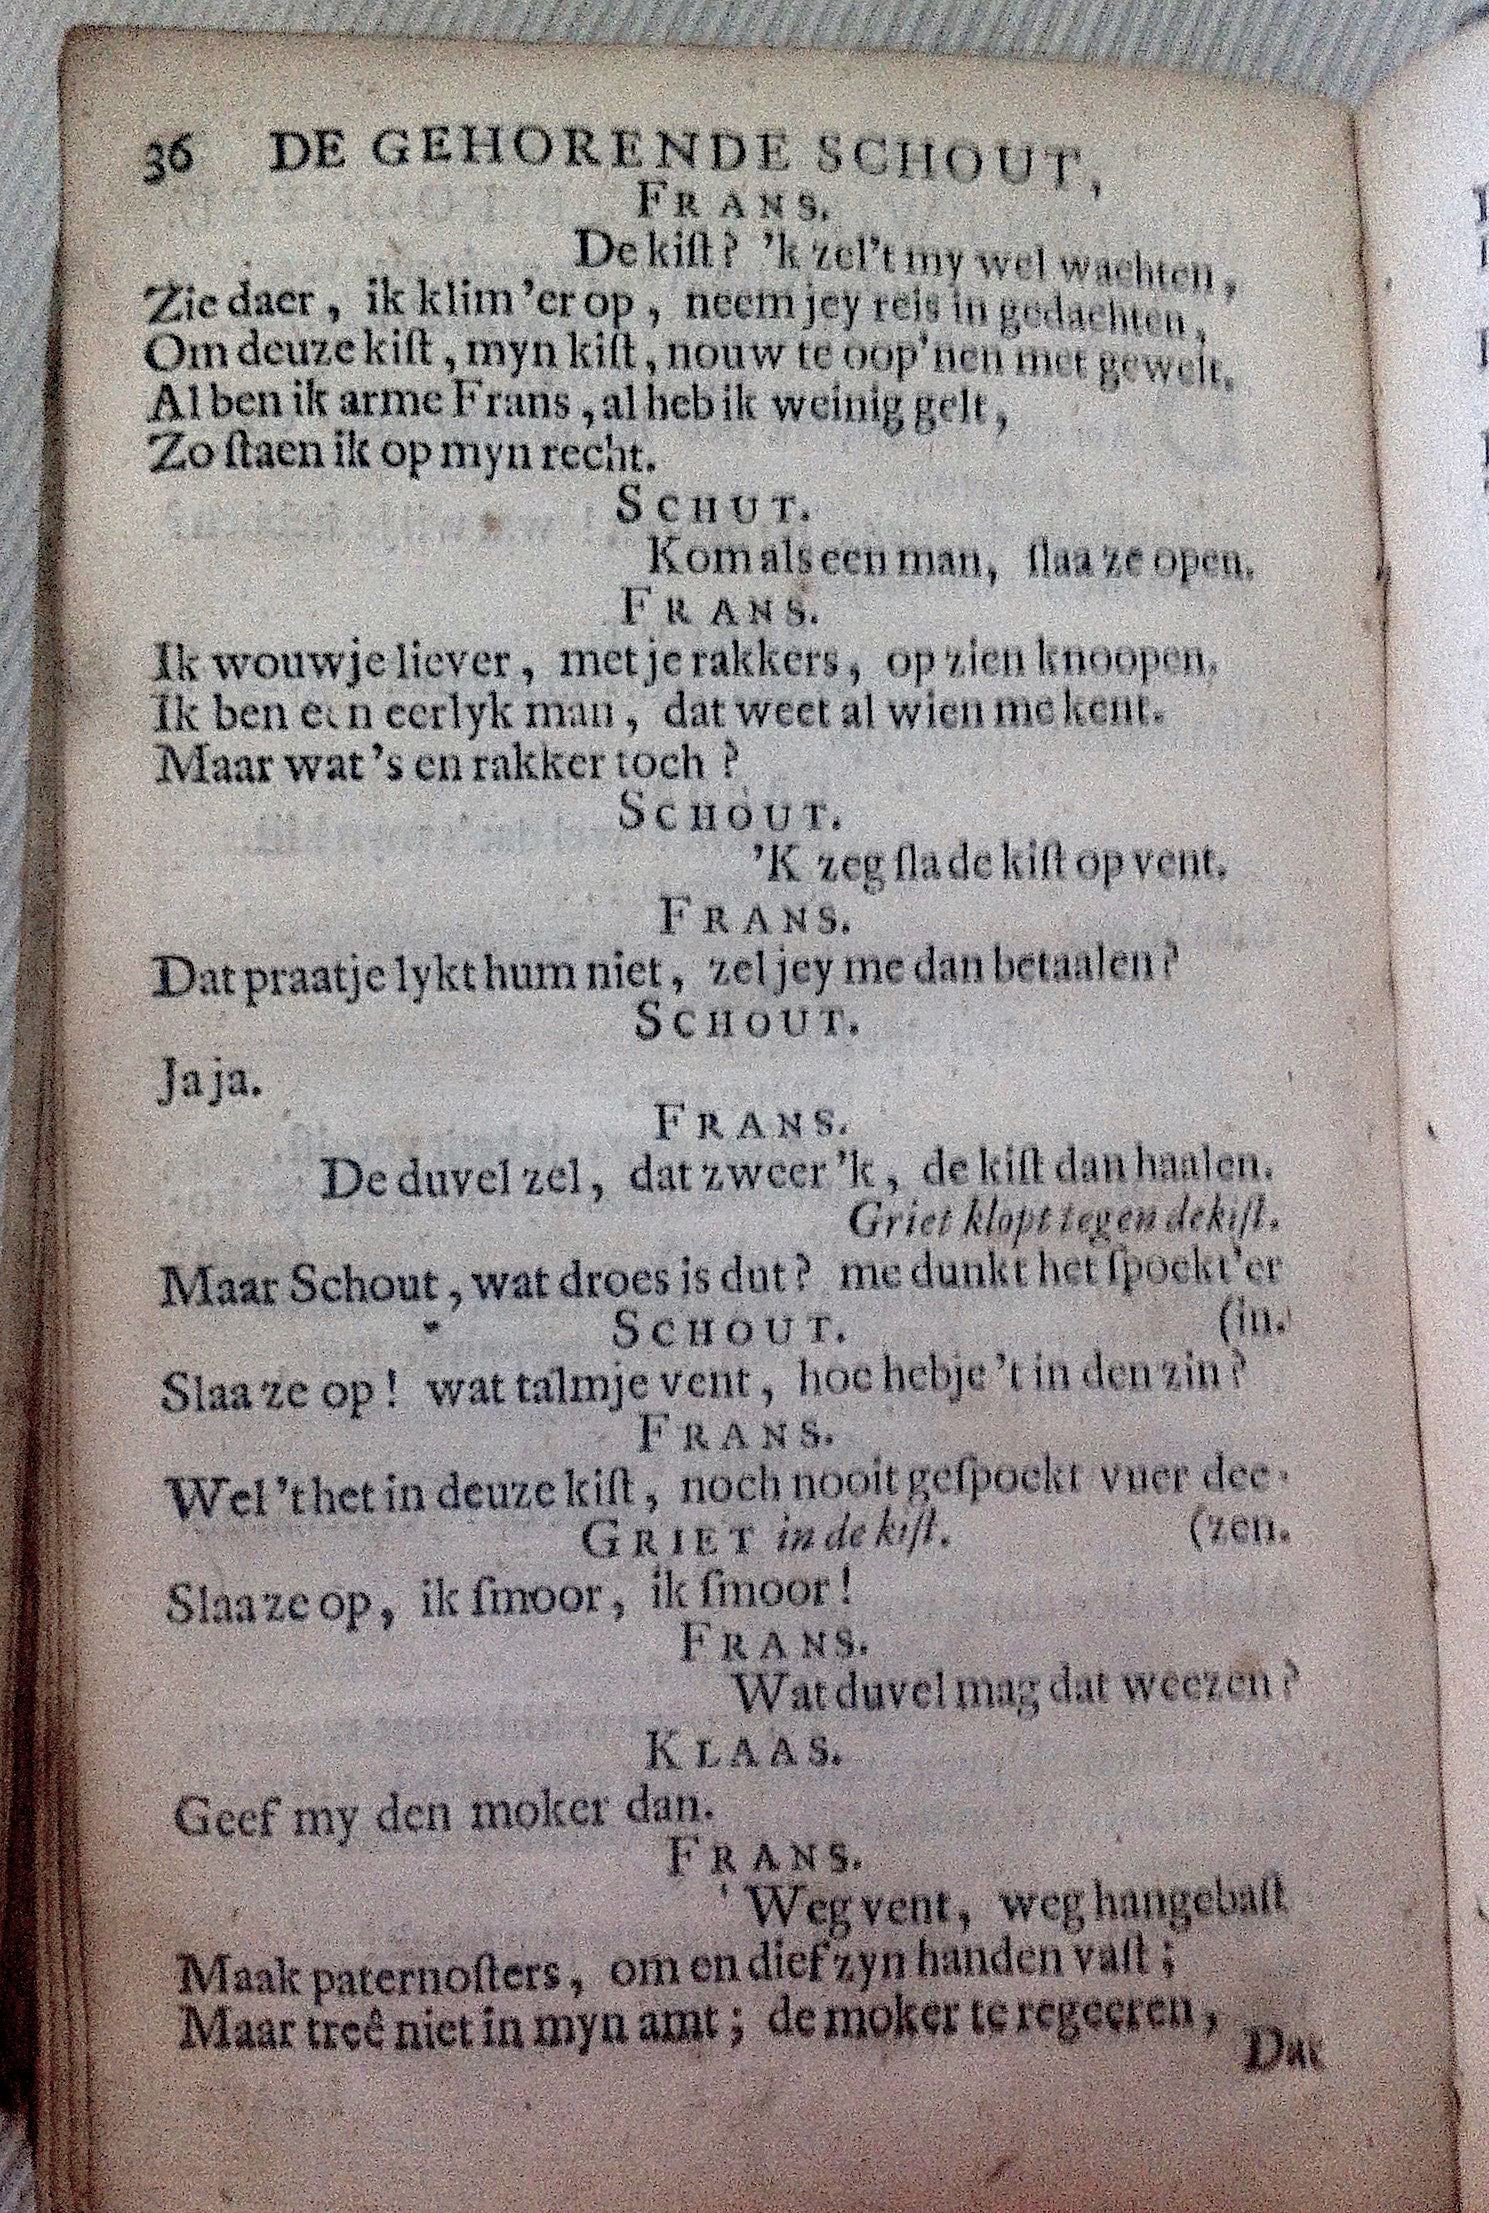 36 DE GEHORENDE SCHOUT,
FRANS.
De kiſt? 'k zel't my wel wachten,
Zie daer, ik klim 'er op, neem jey reis in gedachten,
Om deuze kiſt, myn kiſt, nouw te oop'nen met gewelt,
Al ben ik arme Frans, al heb ik weinig gelt,
Zo ſtaen ik op myn recht.
SCHUT.
Kom als een man, ſlaa ze open.
FRANS.
Ik wouw je liever, met je rakkers, op zien knoopen,
Ik ben een eerlyk man, dat weet al wien me kent.
Maar wat 's en rakker toch?
SCHOUT.
'K zeg ſla de kiſt op vent.
FRANS.
Dat praatje lykt hum niet, zel jey me dan betaalen?
SCHOUT.
Ja ja.
FRANS.
De duvel zel, dat zweer 'k, de kiſt dan haalen.
Griet klopt tegen de kiſt.
Maar Schout, wat droes is dut? me dunkt het ſpoekt 'er
SCHOUT. (in.
Slaa ze op! wat talmje vent, hoe hebje 't in den zin?
FRANS.
Wel 't het in deuze kiſt, noch nooit geſpoekt vuer dee-
GRIET in de kiſt. (zen.
Slaa ze op, ik ſmoor, ik ſmoor!
FRANS.
Wat duvel mag dat weezen?
KLAAS.
Geef my den moker dan.
FRANS.
Weg vent, weg hangebaſt
Maak paternoſters, om en dief zyn handen vaſt;
Maar treê niet in myn amt; de moker te regeeren,
Dat